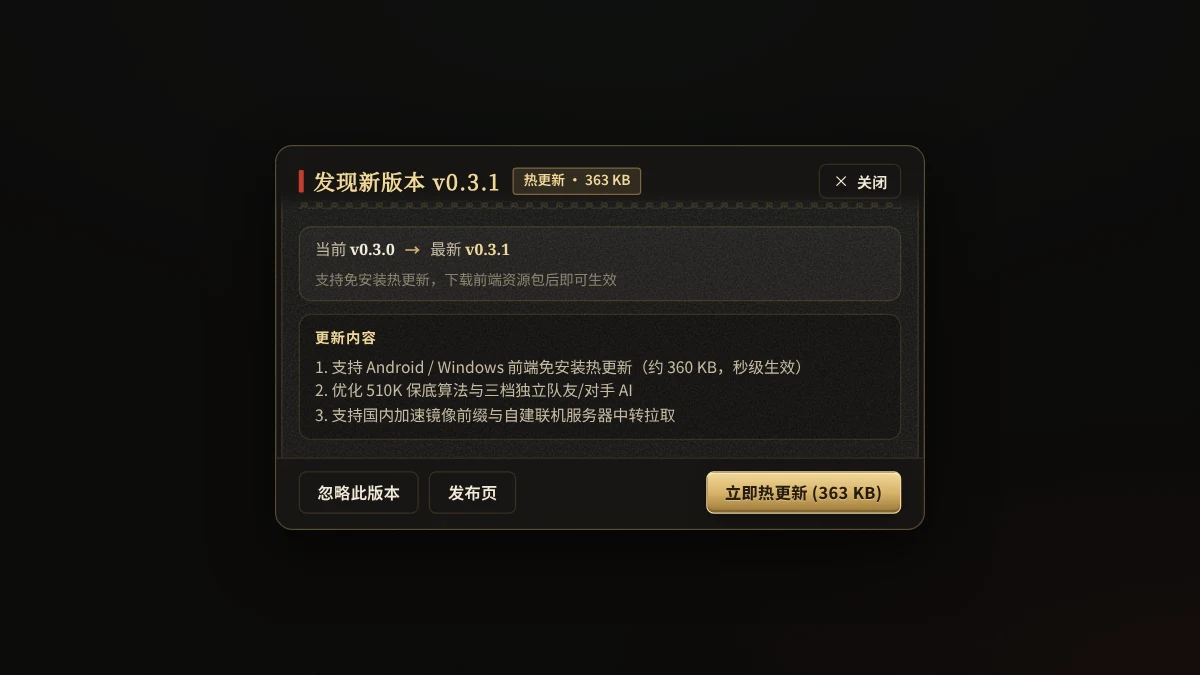 发现新版本 v0.3.1
热更新 · 363 KB
× 关闭
当前 v0.3.0 → 最新 v0.3.1
支持免安装热更新，下载前端资源包后即可生效
更新内容
1. 支持 Android / Windows 前端免安装热更新（约 360 KB，秒级生效）
2. 优化 510K 保底算法与三档独立队友/对手 AI
3. 支持国内加速镜像前缀与自建联机服务器中转拉取
忽略此版本
发布页
立即热更新 (363 KB)